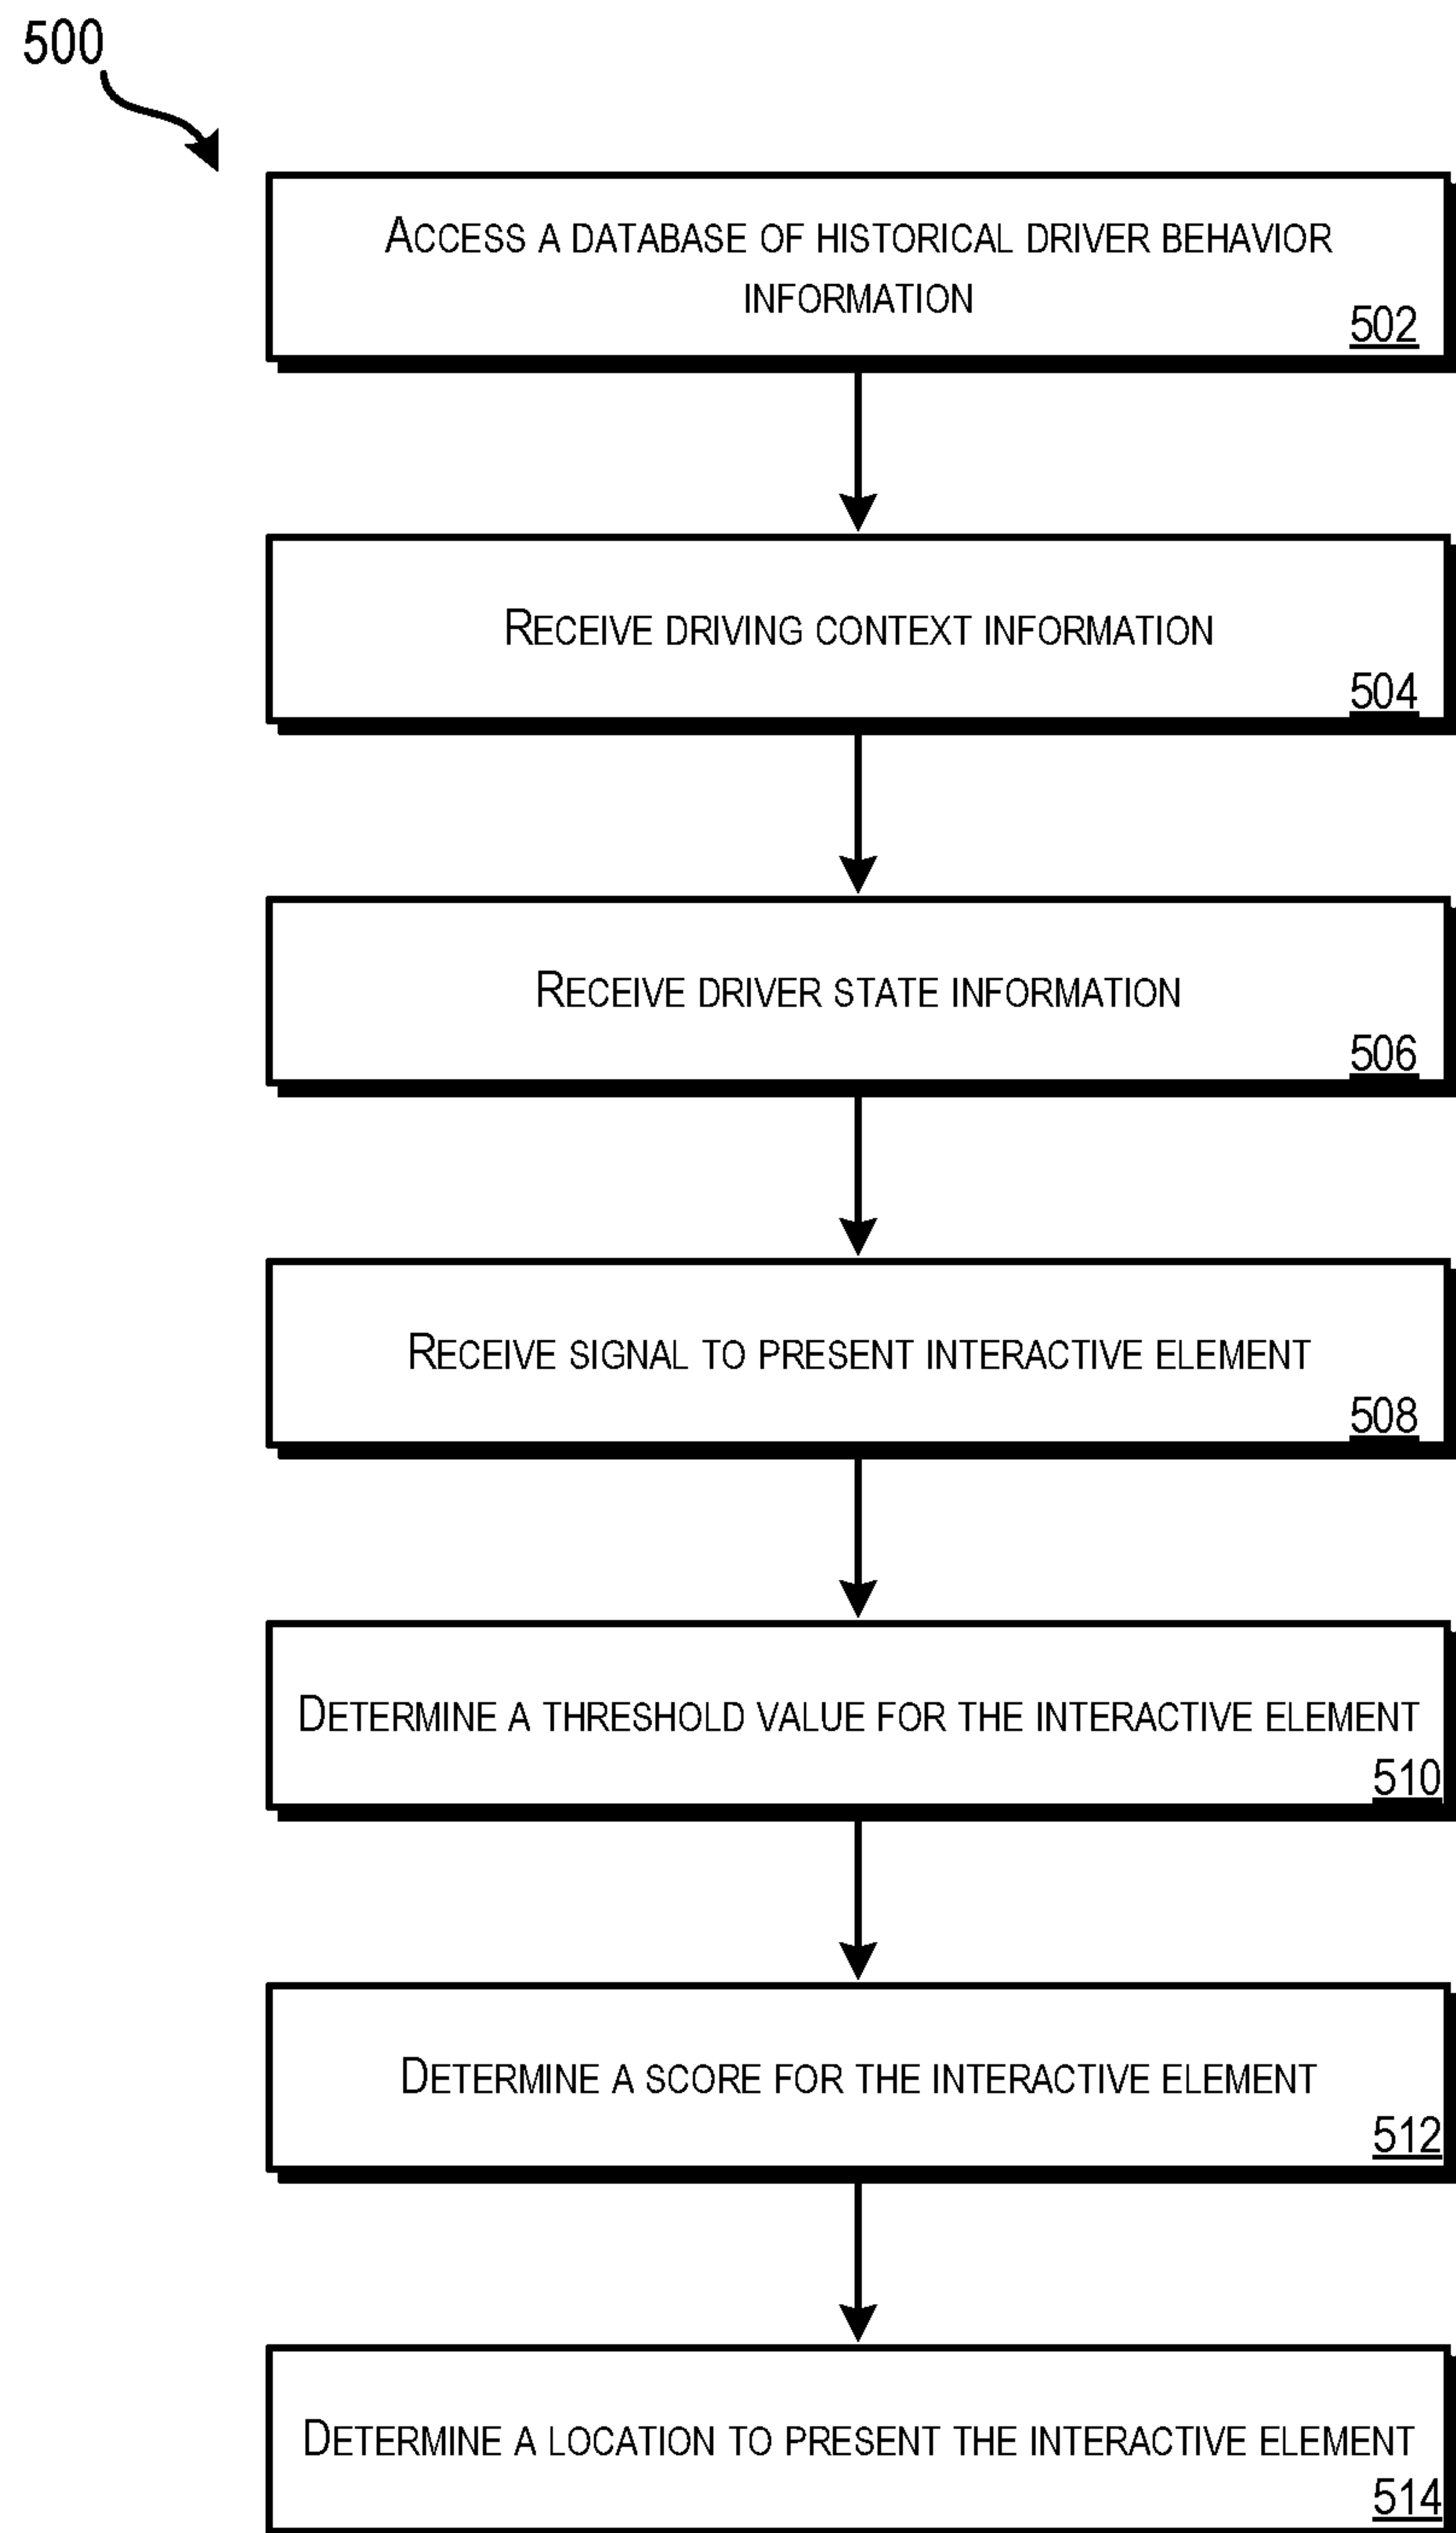 500
ACCESS A DATABASE OF HISTORICAL DRIVER BEHAVIOR
INFORMATION
502
RECEIVE DRIVING CONTEXT INFORMATION
504
RECEIVE DRIVER STATE INFORMATION
506
RECEIVE SIGNAL TO PRESENT INTERACTIVE ELEMENT
508
DETERMINE A THRESHOLD VALUE FOR THE INTERACTIVE ELEMENT
510
DETERMINE A SCORE FOR THE INTERACTIVE ELEMENT
512
DETERMINE A LOCATION TO PRESENT THE INTERACTIVE ELEMENT
514